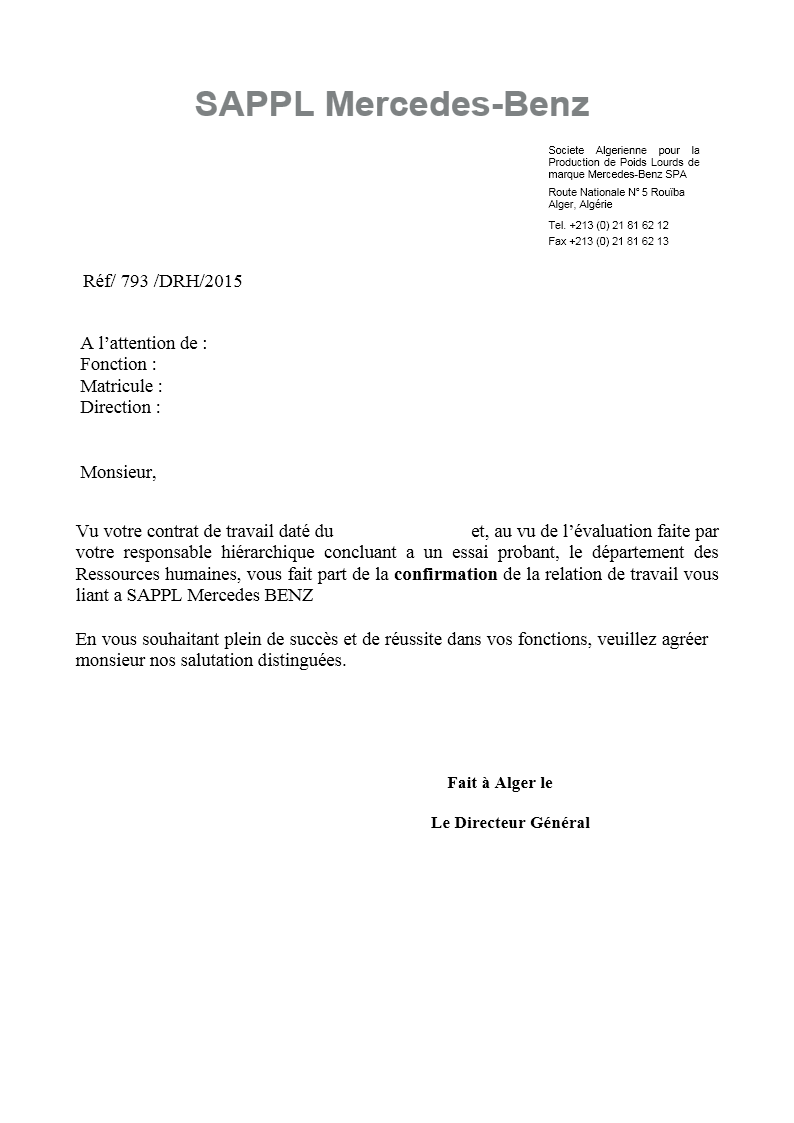 SAPPL Mercedes-Benz
Societe Algerienne pour la
Production de Poids Lourds de
marque Mercedes-Benz SPA
Route Nationale N° 5 Rouïba
Alger, Algérie
Tel. +213 (0) 21 81 62 12
Fax +213 (0) 21 81 62 13
Réf/ 793 /DRH/2015
A l’attention de :
Fonction :
Matricule :
Direction :
Monsieur,
Vu votre contrat de travail daté du et, au vu de l’évaluation faite par
votre responsable hiérarchique concluant a un essai probant, le département des
Ressources humaines, vous fait part de la confirmation de la relation de travail vous
liant a SAPPL Mercedes BENZ
En vous souhaitant plein de succès et de réussite dans vos fonctions, veuillez agréer
monsieur nos salutation distinguées.
Fait à Alger le
Le Directeur Général